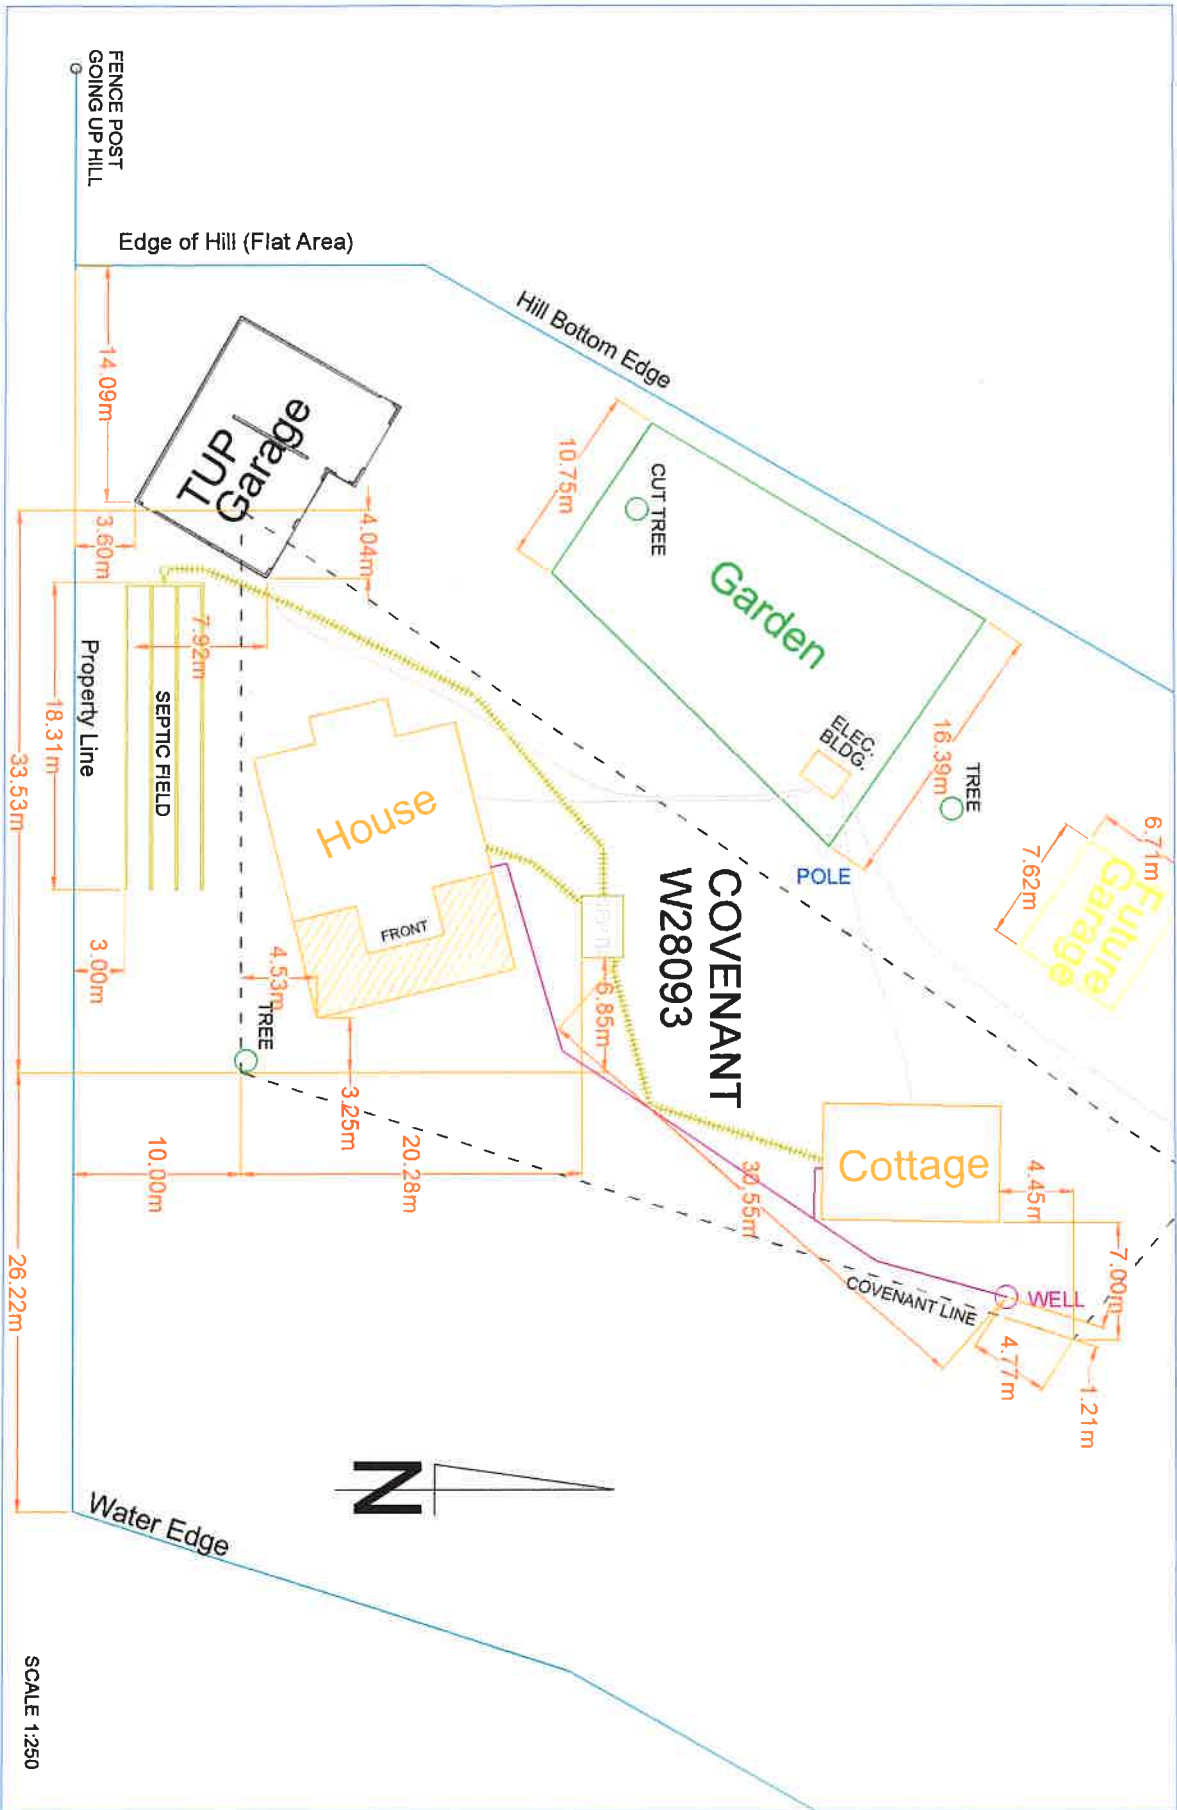 FENCE POST
GOING UP HILL
Edge of Hill (Flat Area)
Hill Bottom Edge
14.09m
TUP
Garage
3.60m
4.04m
10.75m
CUT TREE
Garden
ELEC.
BLDG.
16.39m
TREE
6.71m
7.62m
Future
Garage
POLE
Property Line
7.92m
SEPTIC FIELD
18.31m
33.53m
3.00m
House
FRONT
4.53m
TREE
3.25m
6.85m
COVENANT
W28093
10.00m
20.28m
30.55m
Cottage
4.45m
7.00m
COVENANT LINE
WELL
4.77m
1.21m
26.22m
N
Water Edge
SCALE 1:250